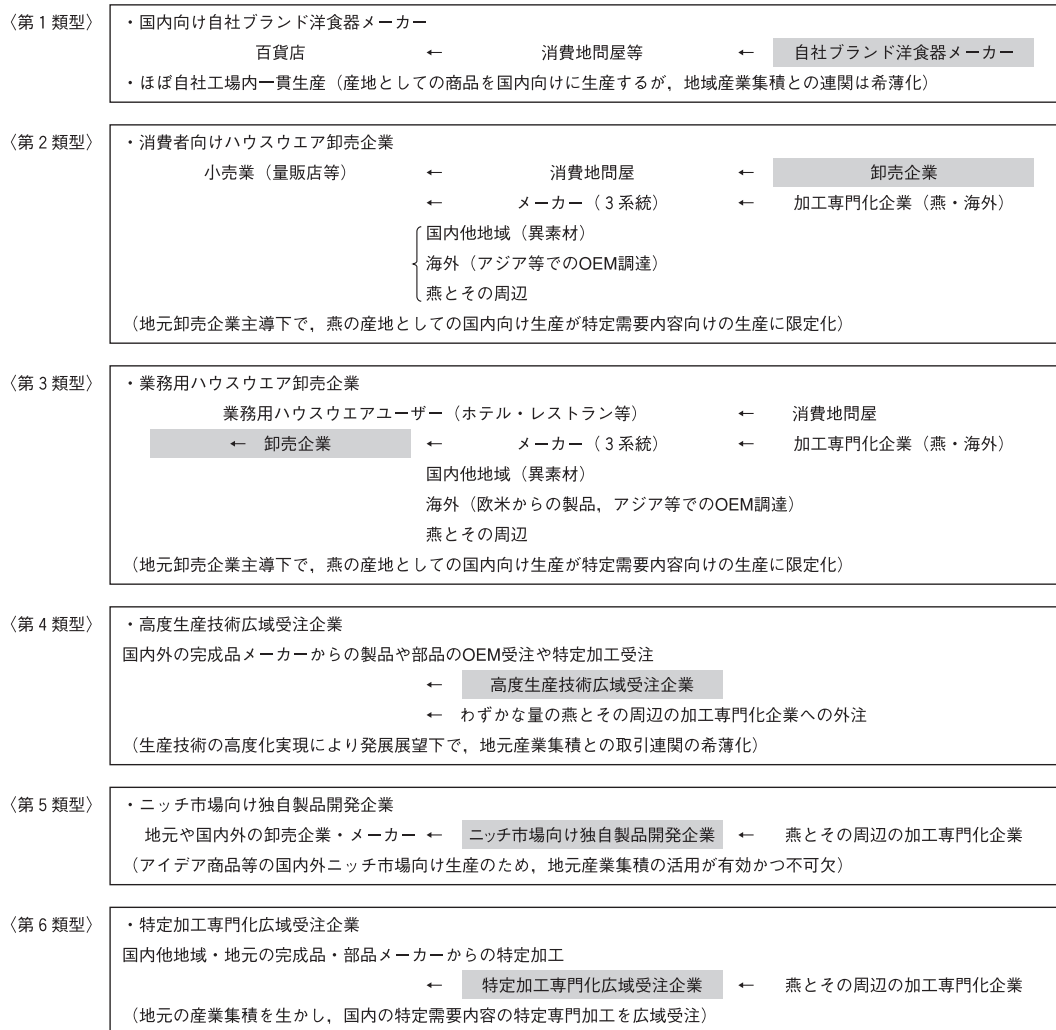 〈第1類型〉 ・国内向け自社ブランド洋食器メーカー
百貨店 ← 消費地問屋等 ← 自社ブランド洋食器メーカー
・ほぼ自社工場内一貫生産（産地としての商品を国内向けに生産するが，地域産業集積との連関は希薄化）
〈第2類型〉 ・消費者向けハウスウエア卸売企業
小売業（量販店等） ← 消費地問屋 ← 卸売企業
← メーカー（3系統） ← 加工専門化企業（燕・海外）
国内他地域（異素材）
海外（アジア等でのOEM調達）
燕とその周辺
（地元卸売企業主導下で，燕の産地としての国内向け生産が特定需要内容向けの生産に限定化）
〈第3類型〉 ・業務用ハウスウエア卸売企業
業務用ハウスウエアユーザー（ホテル・レストラン等） ← 消費地問屋
← 卸売企業 ← メーカー（3系統） ← 加工専門化企業（燕・海外）
国内他地域（異素材）
海外（欧米からの製品，アジア等でのOEM調達）
燕とその周辺
（地元卸売企業主導下で，燕の産地としての国内向け生産が特定需要内容向けの生産に限定化）
〈第4類型〉 ・高度生産技術広域受注企業
国内外の完成品メーカーからの製品や部品のOEM受注や特定加工受注
← 高度生産技術広域受注企業
← わずかな量の燕とその周辺の加工専門化企業への外注
（生産技術の高度化実現により発展展望下で，地元産業集積との取引連関の希薄化）
〈第5類型〉 ・ニッチ市場向け独自製品開発企業
地元や国内外の卸売企業・メーカー ← ニッチ市場向け独自製品開発企業 ← 燕とその周辺の加工専門化企業
（アイデア商品等の国内外ニッチ市場向け生産のため，地元産業集積の活用が有効かつ不可欠）
〈第6類型〉 ・特定加工専門化広域受注企業
国内他地域・地元の完成品・部品メーカーからの特定加工
← 特定加工専門化広域受注企業 ← 燕とその周辺の加工専門化企業
（地元の産業集積を生かし，国内の特定需要内容の特定専門加工を広域受注）